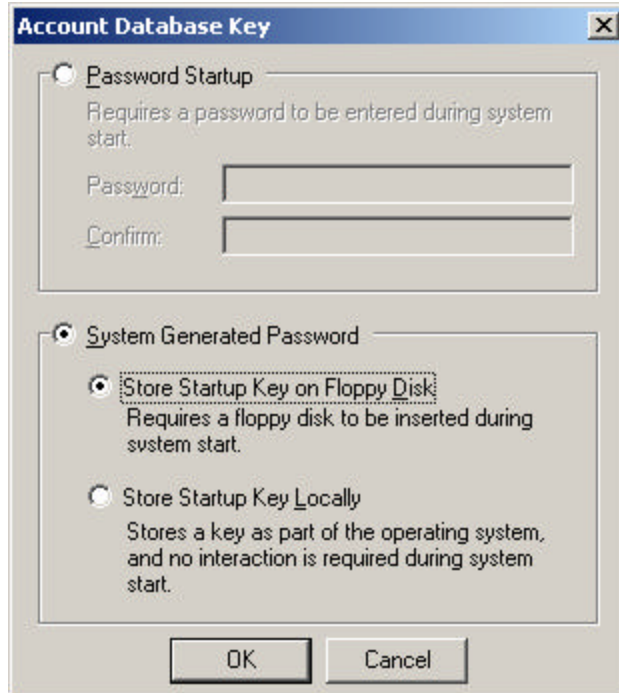 Account Database Key
Password Startup
Requires a password to be entered during system
start.
Password:
Confirm:
System Generated Password
Store Startup Key on Floppy Disk
Requires a floppy disk to be inserted during
system start.
Store Startup Key Locally
Stores a key as part of the operating system,
and no interaction is required during system
start.
OK Cancel